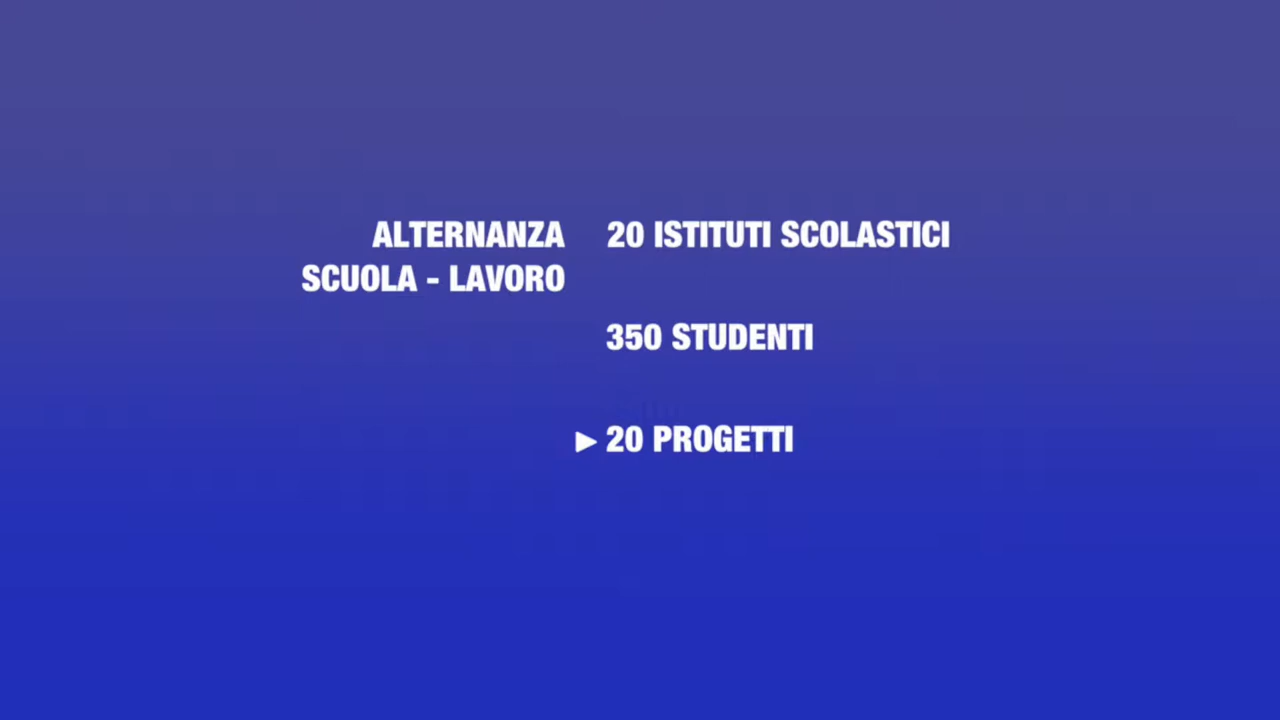 ALTERNANZA
SCUOLA - LAVORO
20 ISTITUTI SCOLASTICI
350 STUDENTI
► 20 PROGETTI